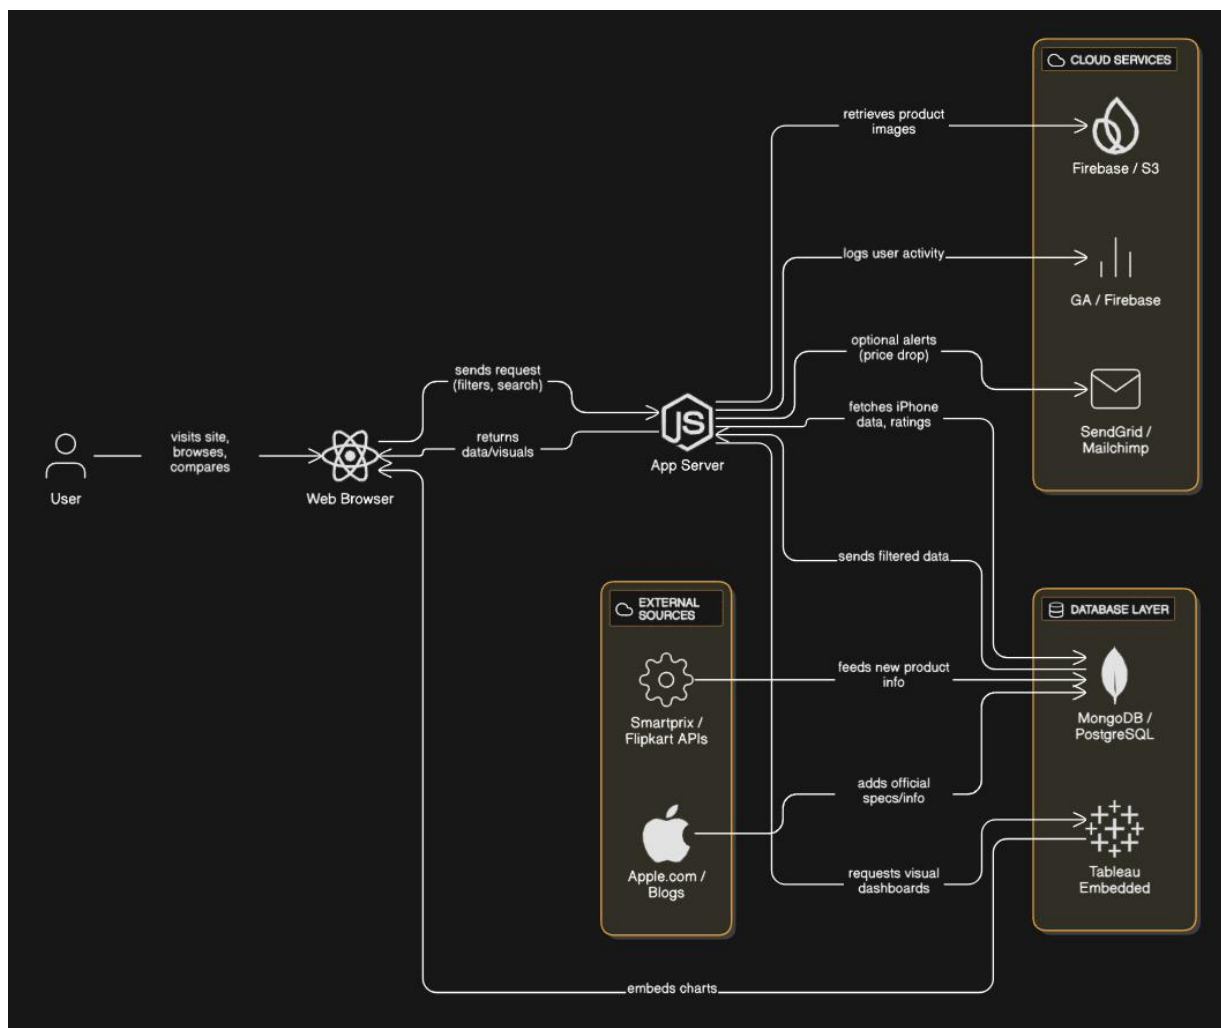 CLOUD SERVICES
retrieves product
images
Firebase / S3
logs user activity
GA / Firebase
optional alerts
(price drop)
sends request
(filters, search)
fetches iPhone
data, ratings
SendGrid /
Mailchimp
visits site,
browses,
compares
returns
data/visuals
JS
App Server
User
Web Browser
sends filtered data
EXTERNAL
SOURCES
DATABASE LAYER
feeds new product
info
Smartprix /
Flipkart APIs
MongoDB /
PostgreSQL
adds official
specs/info
Apple.com /
Blogs
requests visual
dashboards
Tableau
Embedded
embeds charts